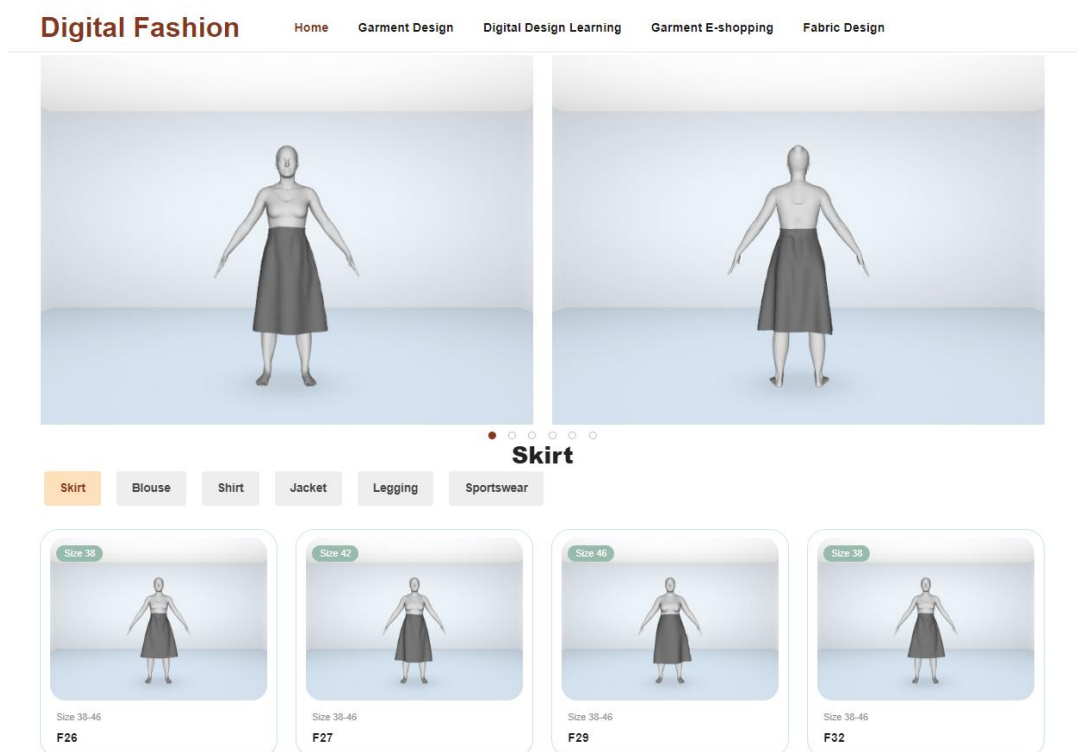 Digital Fashion Home Garment Design Digital Design Learning Garment E-shopping Fabric Design
Skirt
Skirt Blouse Shirt Jacket Legging Sportswear
Size 38 Size 42 Size 46 Size 38
Size 38-46 Size 38-46 Size 38-46 Size 38-46
F26 F27 F29 F32